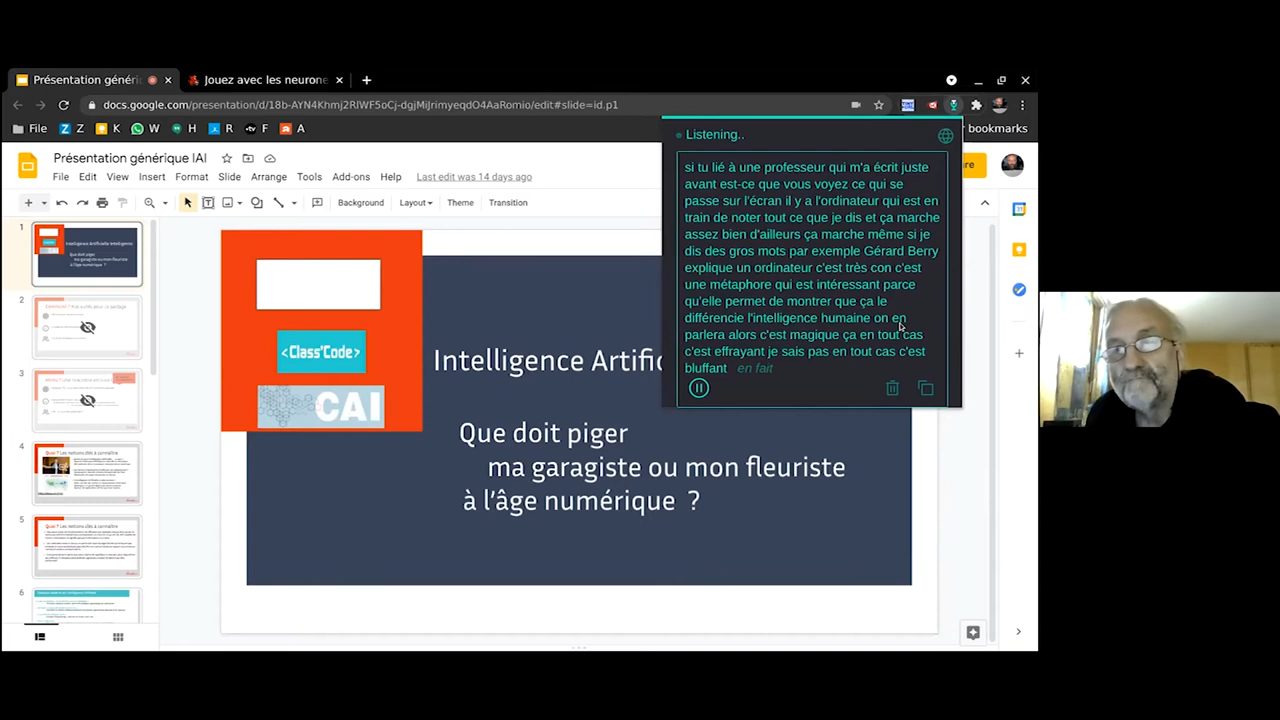 Présentation généri
Jouez avec les neurone
docs.google.com/presentation/d/18b-AYN4Khmj2RlWF5oCj-dgjMiJrimyeqdO4AaRomio/edit#slide=id.p1
File
Z
K
W
H
R
F
A
r bookmarks
Présentation générique IAI
File Edit View Insert Format Slide Arrange Tools Add-ons Help Last edit was 14 days ago
Background Layout Theme Transition
Listening..
si tu lié à une professeur qui m'a écrit juste
avant est-ce que vous voyez ce qui se
passe sur l'écran il y a l'ordinateur qui est en
train de noter tout ce que je dis et ça marche
assez bien d'ailleurs ça marche même si je
dis des gros mots par exemple Gérard Berry
explique un ordinateur c'est très con c'est
une métaphore qui est intéressant parce
qu'elle permet de montrer que ça le
différencie l'intelligence humaine on en
parlera alors c'est magique ça en tout cas
c'est effrayant je sais pas en tout cas c'est
bluffant en fait
1
2
3
4
5
6
<Class'Code>
CAI
Intelligence Artific
Que doit piger
ma garagiste ou mon fleuriste
à l'âge numérique ?